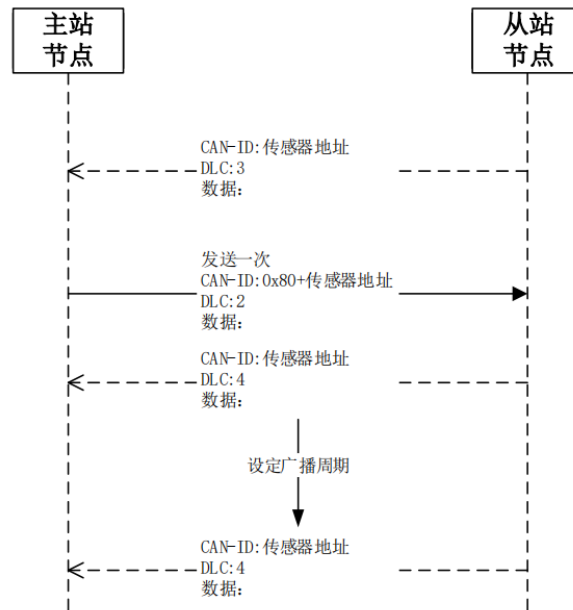 主站
节点
从站
节点
CAN-ID:传感器地址
DLC:3
数据:
发送一次
CAN-ID:0x80+传感器地址
DLC:2
数据:
CAN-ID:传感器地址
DLC:4
数据:
设定广播周期
CAN-ID:传感器地址
DLC:4
数据: